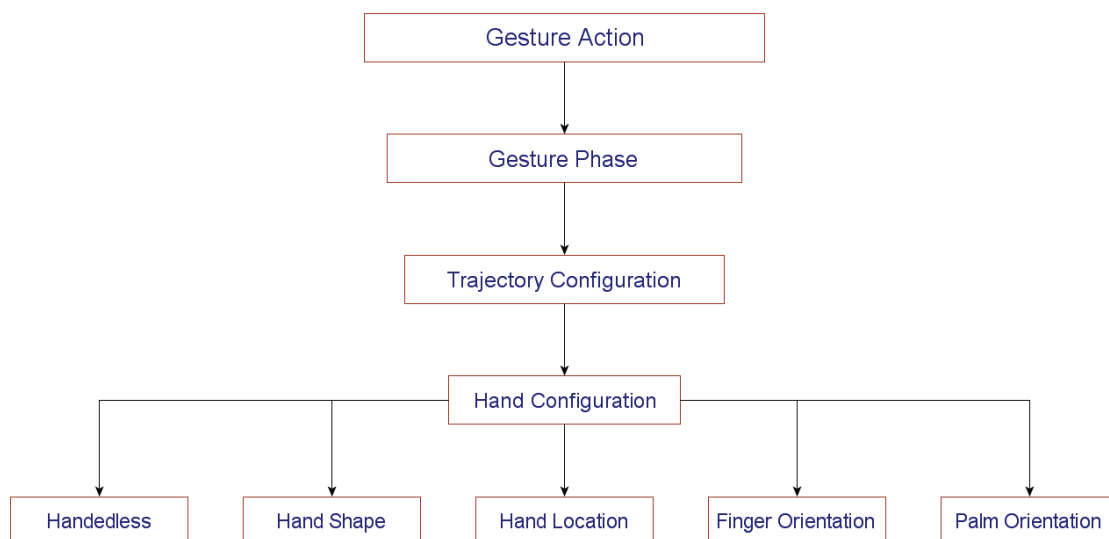 Gesture Action
Gesture Phase
Trajectory Configuration
Hand Configuration
Handedless
Hand Shape
Hand Location
Finger Orientation
Palm Orientation